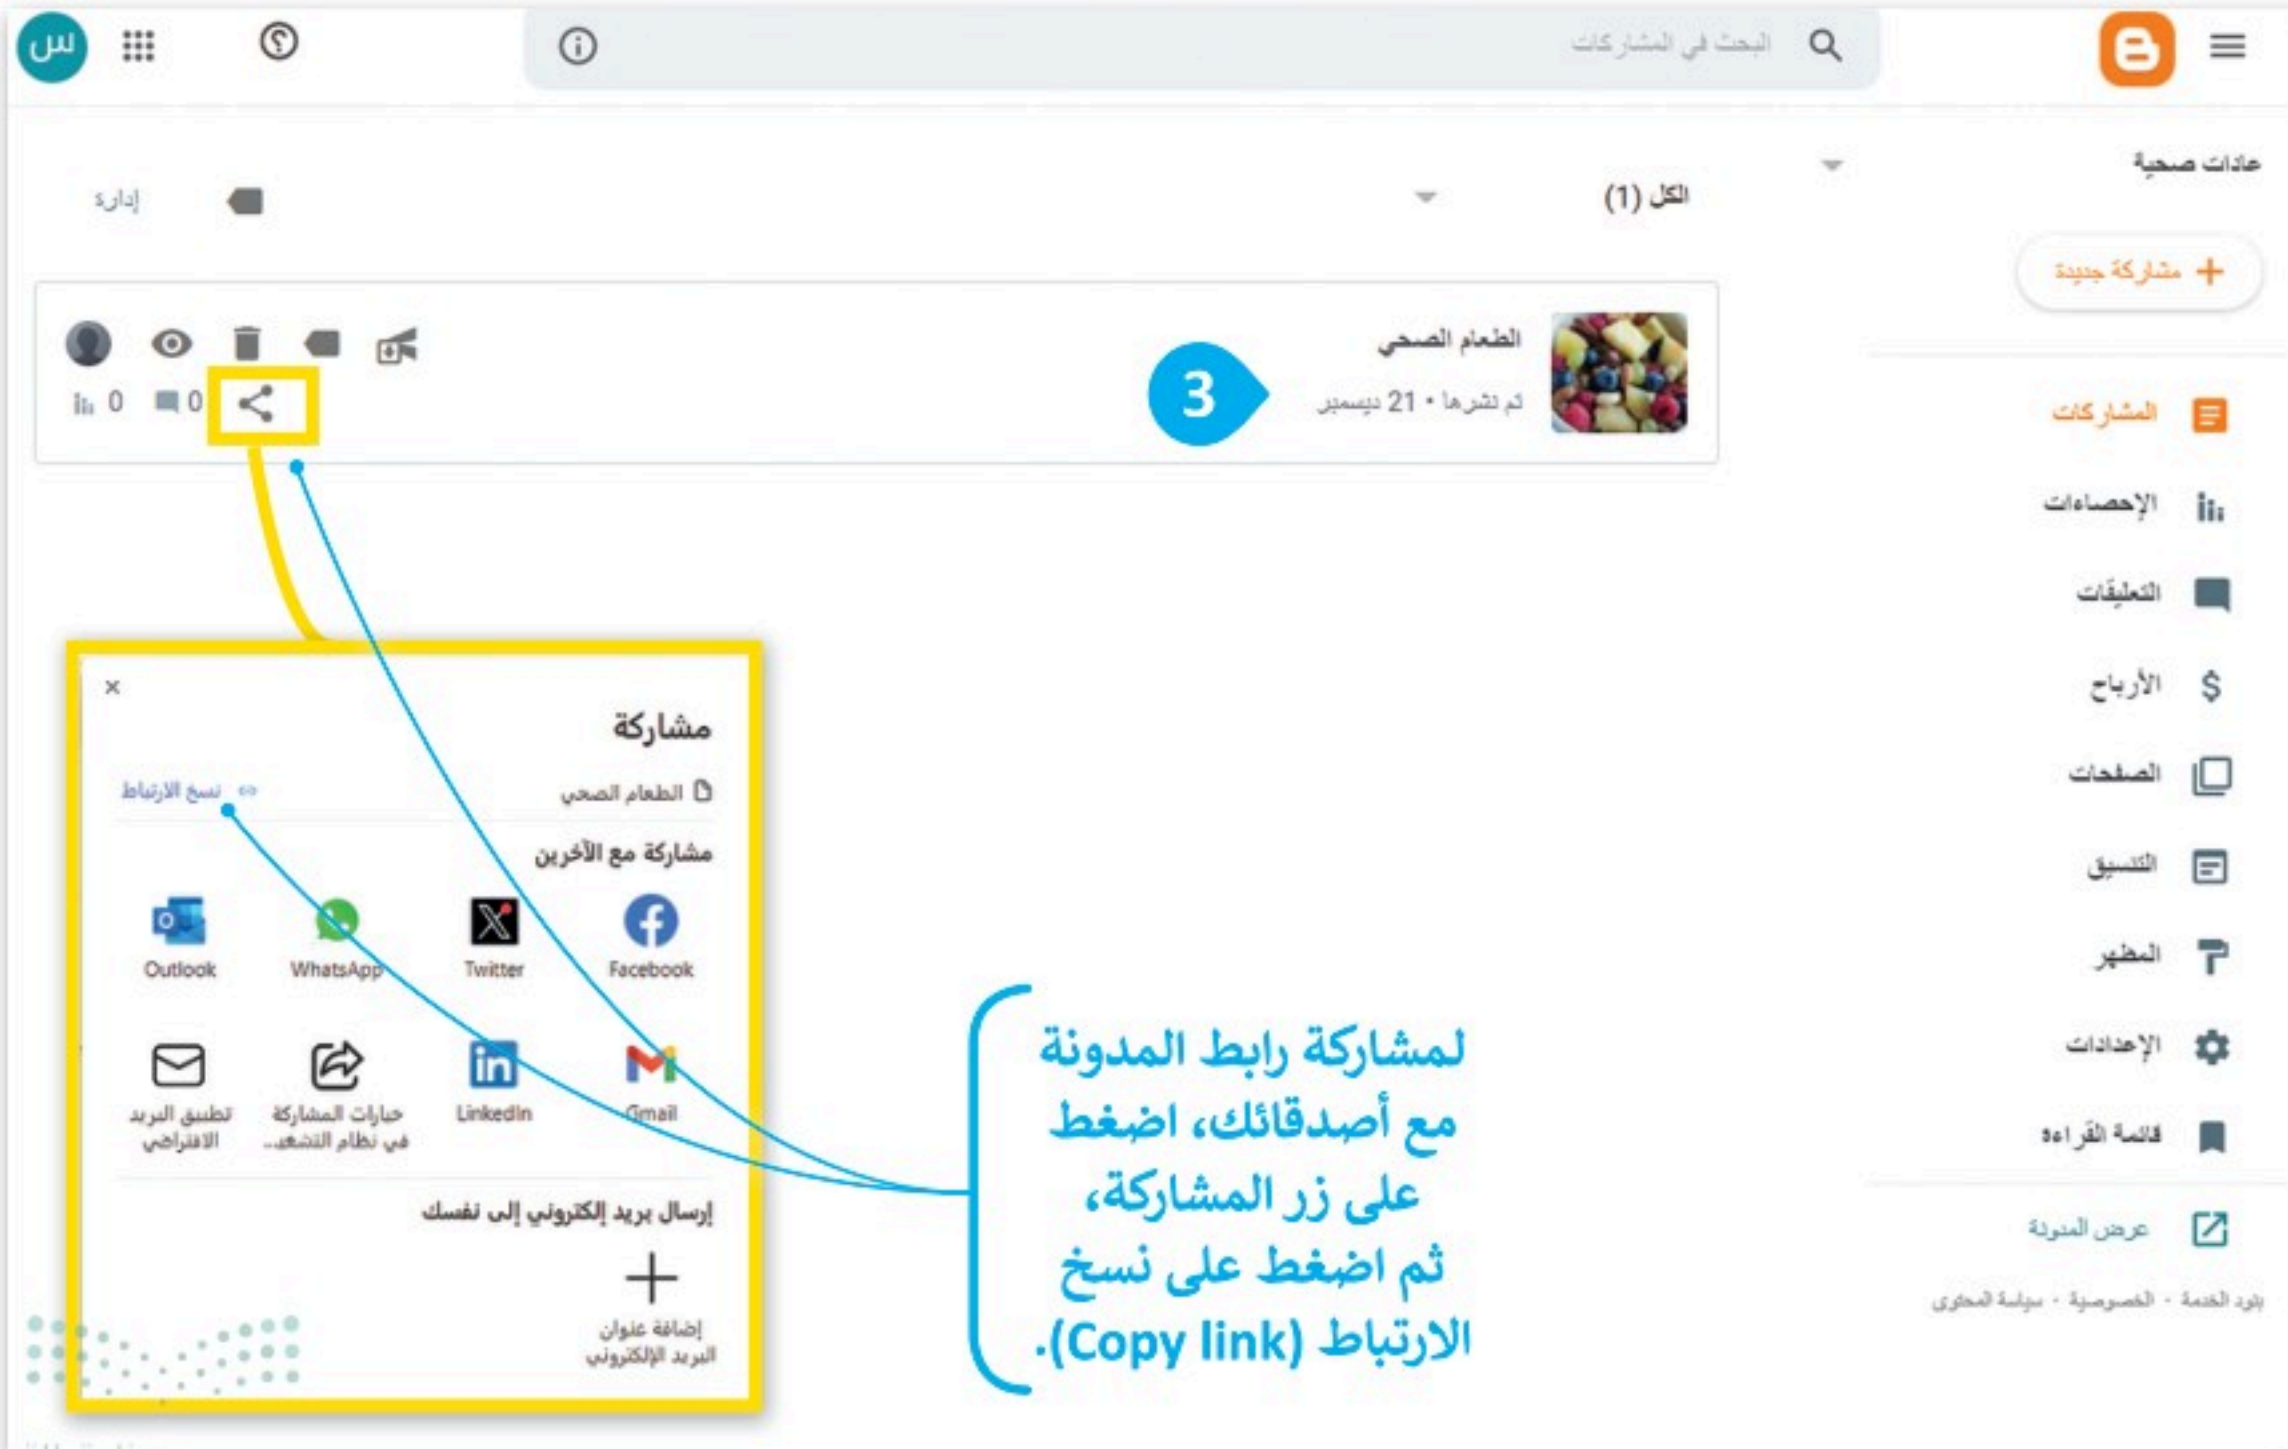 البحث في المشاركات
س
عادات صحية
الكل (1)
إدارة
+ مشاركة جديدة
الطعام الصحي
تم نشرها • 21 ديسمبر
3
0
0
المشاركات
الإحصاءات
التعليقات
الأرباح
الصفحات
التنسيق
المظهر
الإعدادات
قائمة القراءة
عرض المدونة
بنود الخدمة - الخصوصية - سياسة المحتوى
مشاركة
الطعام الصحي
نسخ الارتباط
مشاركة مع الآخرين
Facebook
Twitter
WhatsApp
Outlook
Gmail
LinkedIn
خيارات المشاركة
في نظام التشغيـ...
تطبيق البريد
الافتراضي
إرسال بريد إلكتروني إلى نفسك
إضافة عنوان
البريد الإلكتروني
لمشاركة رابط المدونة
مع أصدقائك، اضغط
على زر المشاركة،
ثم اضغط على نسخ
الارتباط (Copy link).